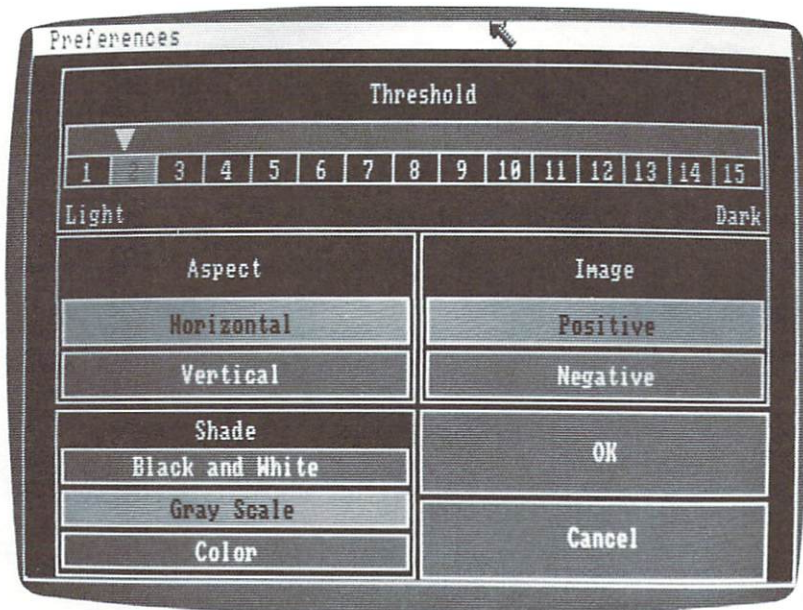 Preferences
Threshold
1 2 3 4 5 6 7 8 9 10 11 12 13 14 15
Light Dark
Aspect Image
Horizontal Positive
Vertical Negative
Shade
Black and White
OK
Gray Scale
Color
Cancel